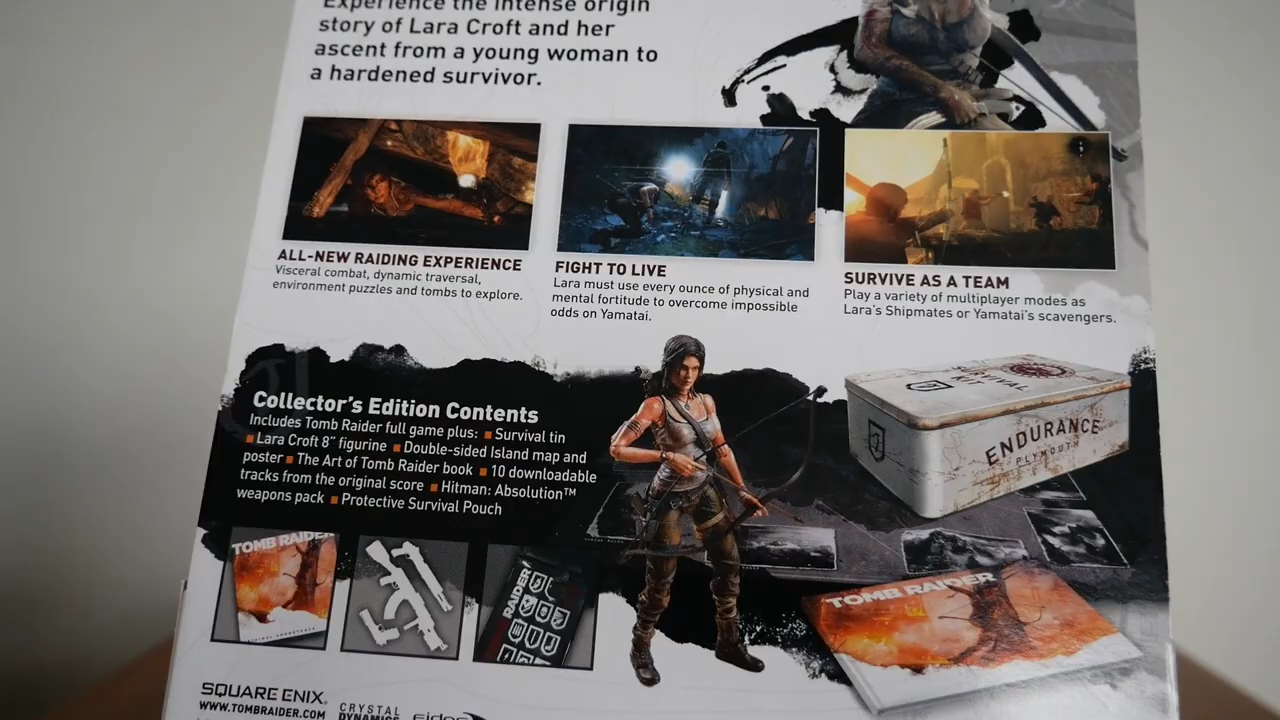 Experience the intense origin
story of Lara Croft and her
ascent from a young woman to
a hardened survivor.
ALL-NEW RAIDING EXPERIENCE
Visceral combat, dynamic traversal,
environment puzzles and tombs to explore.
FIGHT TO LIVE
Lara must use every ounce of physical and
mental fortitude to overcome impossible
odds on Yamatai.
SURVIVE AS A TEAM
Play a variety of multiplayer modes as
Lara's Shipmates or Yamatai's scavengers.
Collector's Edition Contents
Includes Tomb Raider full game plus: ■ Survival tin
■ Lara Croft 8" figurine ■ Double-sided Island map and
poster ■ The Art of Tomb Raider book ■ 10 downloadable
tracks from the original score ■ Hitman: Absolution™
weapons pack ■ Protective Survival Pouch
SURVIVAL
KIT
ENDURANCE
PLYMOUTH
TOMB RAIDER
ORIGINAL SOUNDTRACK
RAIDER
TOMB RAIDER
SQUARE ENIX.
WWW.TOMBRAIDER.COM
CRYSTAL
DYNAMICS
eidos